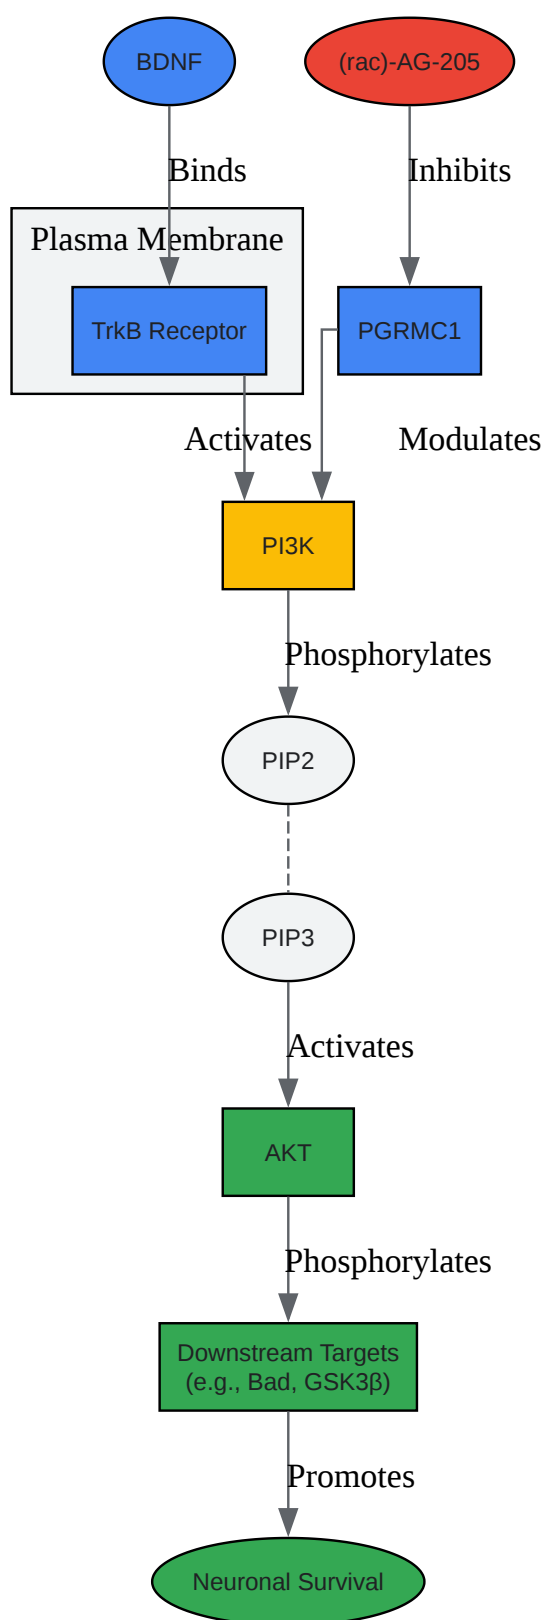 BDNF
(rac)-AG-205
Binds
Inhibits
Plasma Membrane
TrkB Receptor
PGRMC1
Activates
Modulates
PI3K
Phosphorylates
PIP2
PIP3
Activates
AKT
Phosphorylates
Downstream Targets
(e.g., Bad, GSK3β)
Promotes
Neuronal Survival